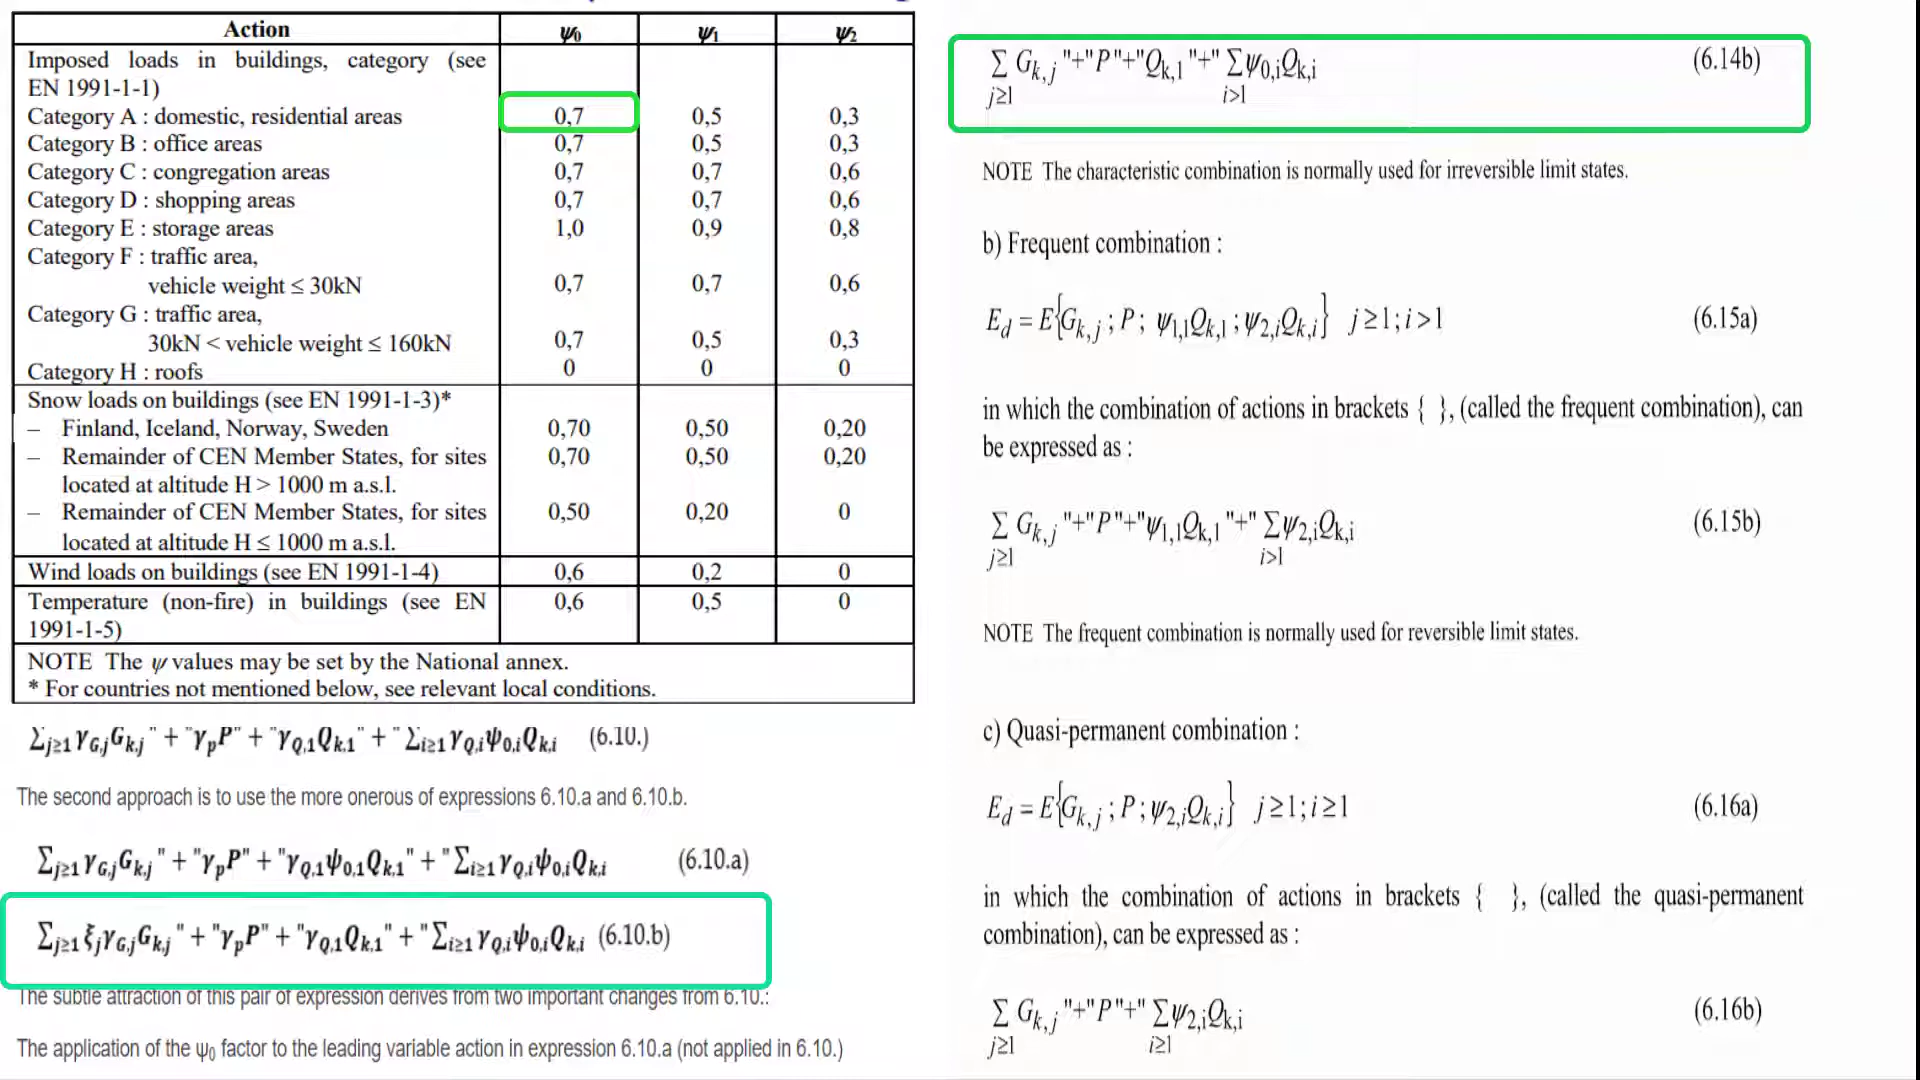 Action ψ0 ψ1 ψ2
Imposed loads in buildings, category (see
EN 1991-1-1)
Category A : domestic, residential areas 0,7 0,5 0,3
Category B : office areas 0,7 0,5 0,3
Category C : congregation areas 0,7 0,7 0,6
Category D : shopping areas 0,7 0,7 0,6
Category E : storage areas 1,0 0,9 0,8
Category F : traffic area,
vehicle weight ≤ 30kN 0,7 0,7 0,6
Category G : traffic area,
30kN < vehicle weight ≤ 160kN 0,7 0,5 0,3
Category H : roofs 0 0 0
Snow loads on buildings (see EN 1991-1-3)*
– Finland, Iceland, Norway, Sweden 0,70 0,50 0,20
– Remainder of CEN Member States, for sites 0,70 0,50 0,20
located at altitude H > 1000 m a.s.l.
– Remainder of CEN Member States, for sites 0,50 0,20 0
located at altitude H ≤ 1000 m a.s.l.
Wind loads on buildings (see EN 1991-1-4) 0,6 0,2 0
Temperature (non-fire) in buildings (see EN 0,6 0,5 0
1991-1-5)
NOTE The ψ values may be set by the National annex.
* For countries not mentioned below, see relevant local conditions.
∑j≥1 γG,jGk,j " + "γpP" + "γQ,1Qk,1" + "∑i≥1 γQ,iψ0,iQk,i (6.10.)
The second approach is to use the more onerous of expressions 6.10.a and 6.10.b.
∑j≥1 γG,jGk,j " + "γpP" + "γQ,1ψ0,1Qk,1" + "∑i≥1 γQ,iψ0,iQk,i (6.10.a)
∑j≥1 ξjγG,jGk,j " + "γpP" + "γQ,1Qk,1" + "∑i≥1 γQ,iψ0,iQk,i (6.10.b)
The subtle attraction of this pair of expression derives from two important changes from 6.10.:
The application of the ψ0 factor to the leading variable action in expression 6.10.a (not applied in 6.10.)
∑ Gk,j "+"P"+"Qk,1 "+" ∑ψ0,iQk,i (6.14b)
j≥1 i>1
NOTE The characteristic combination is normally used for irreversible limit states.
b) Frequent combination :
Ed = E{Gk,j ; P ; ψ1,1Qk,1 ; ψ2,iQk,i} j ≥ 1 ; i > 1 (6.15a)
in which the combination of actions in brackets { }, (called the frequent combination), can
be expressed as :
∑ Gk,j "+"P"+"ψ1,1Qk,1 "+" ∑ψ2,iQk,i (6.15b)
j≥1 i>1
NOTE The frequent combination is normally used for reversible limit states.
c) Quasi-permanent combination :
Ed = E{Gk,j ; P ; ψ2,iQk,i} j ≥ 1 ; i ≥ 1 (6.16a)
in which the combination of actions in brackets { }, (called the quasi-permanent
combination), can be expressed as :
∑ Gk,j "+"P"+" ∑ψ2,iQk,i (6.16b)
j≥1 i≥1